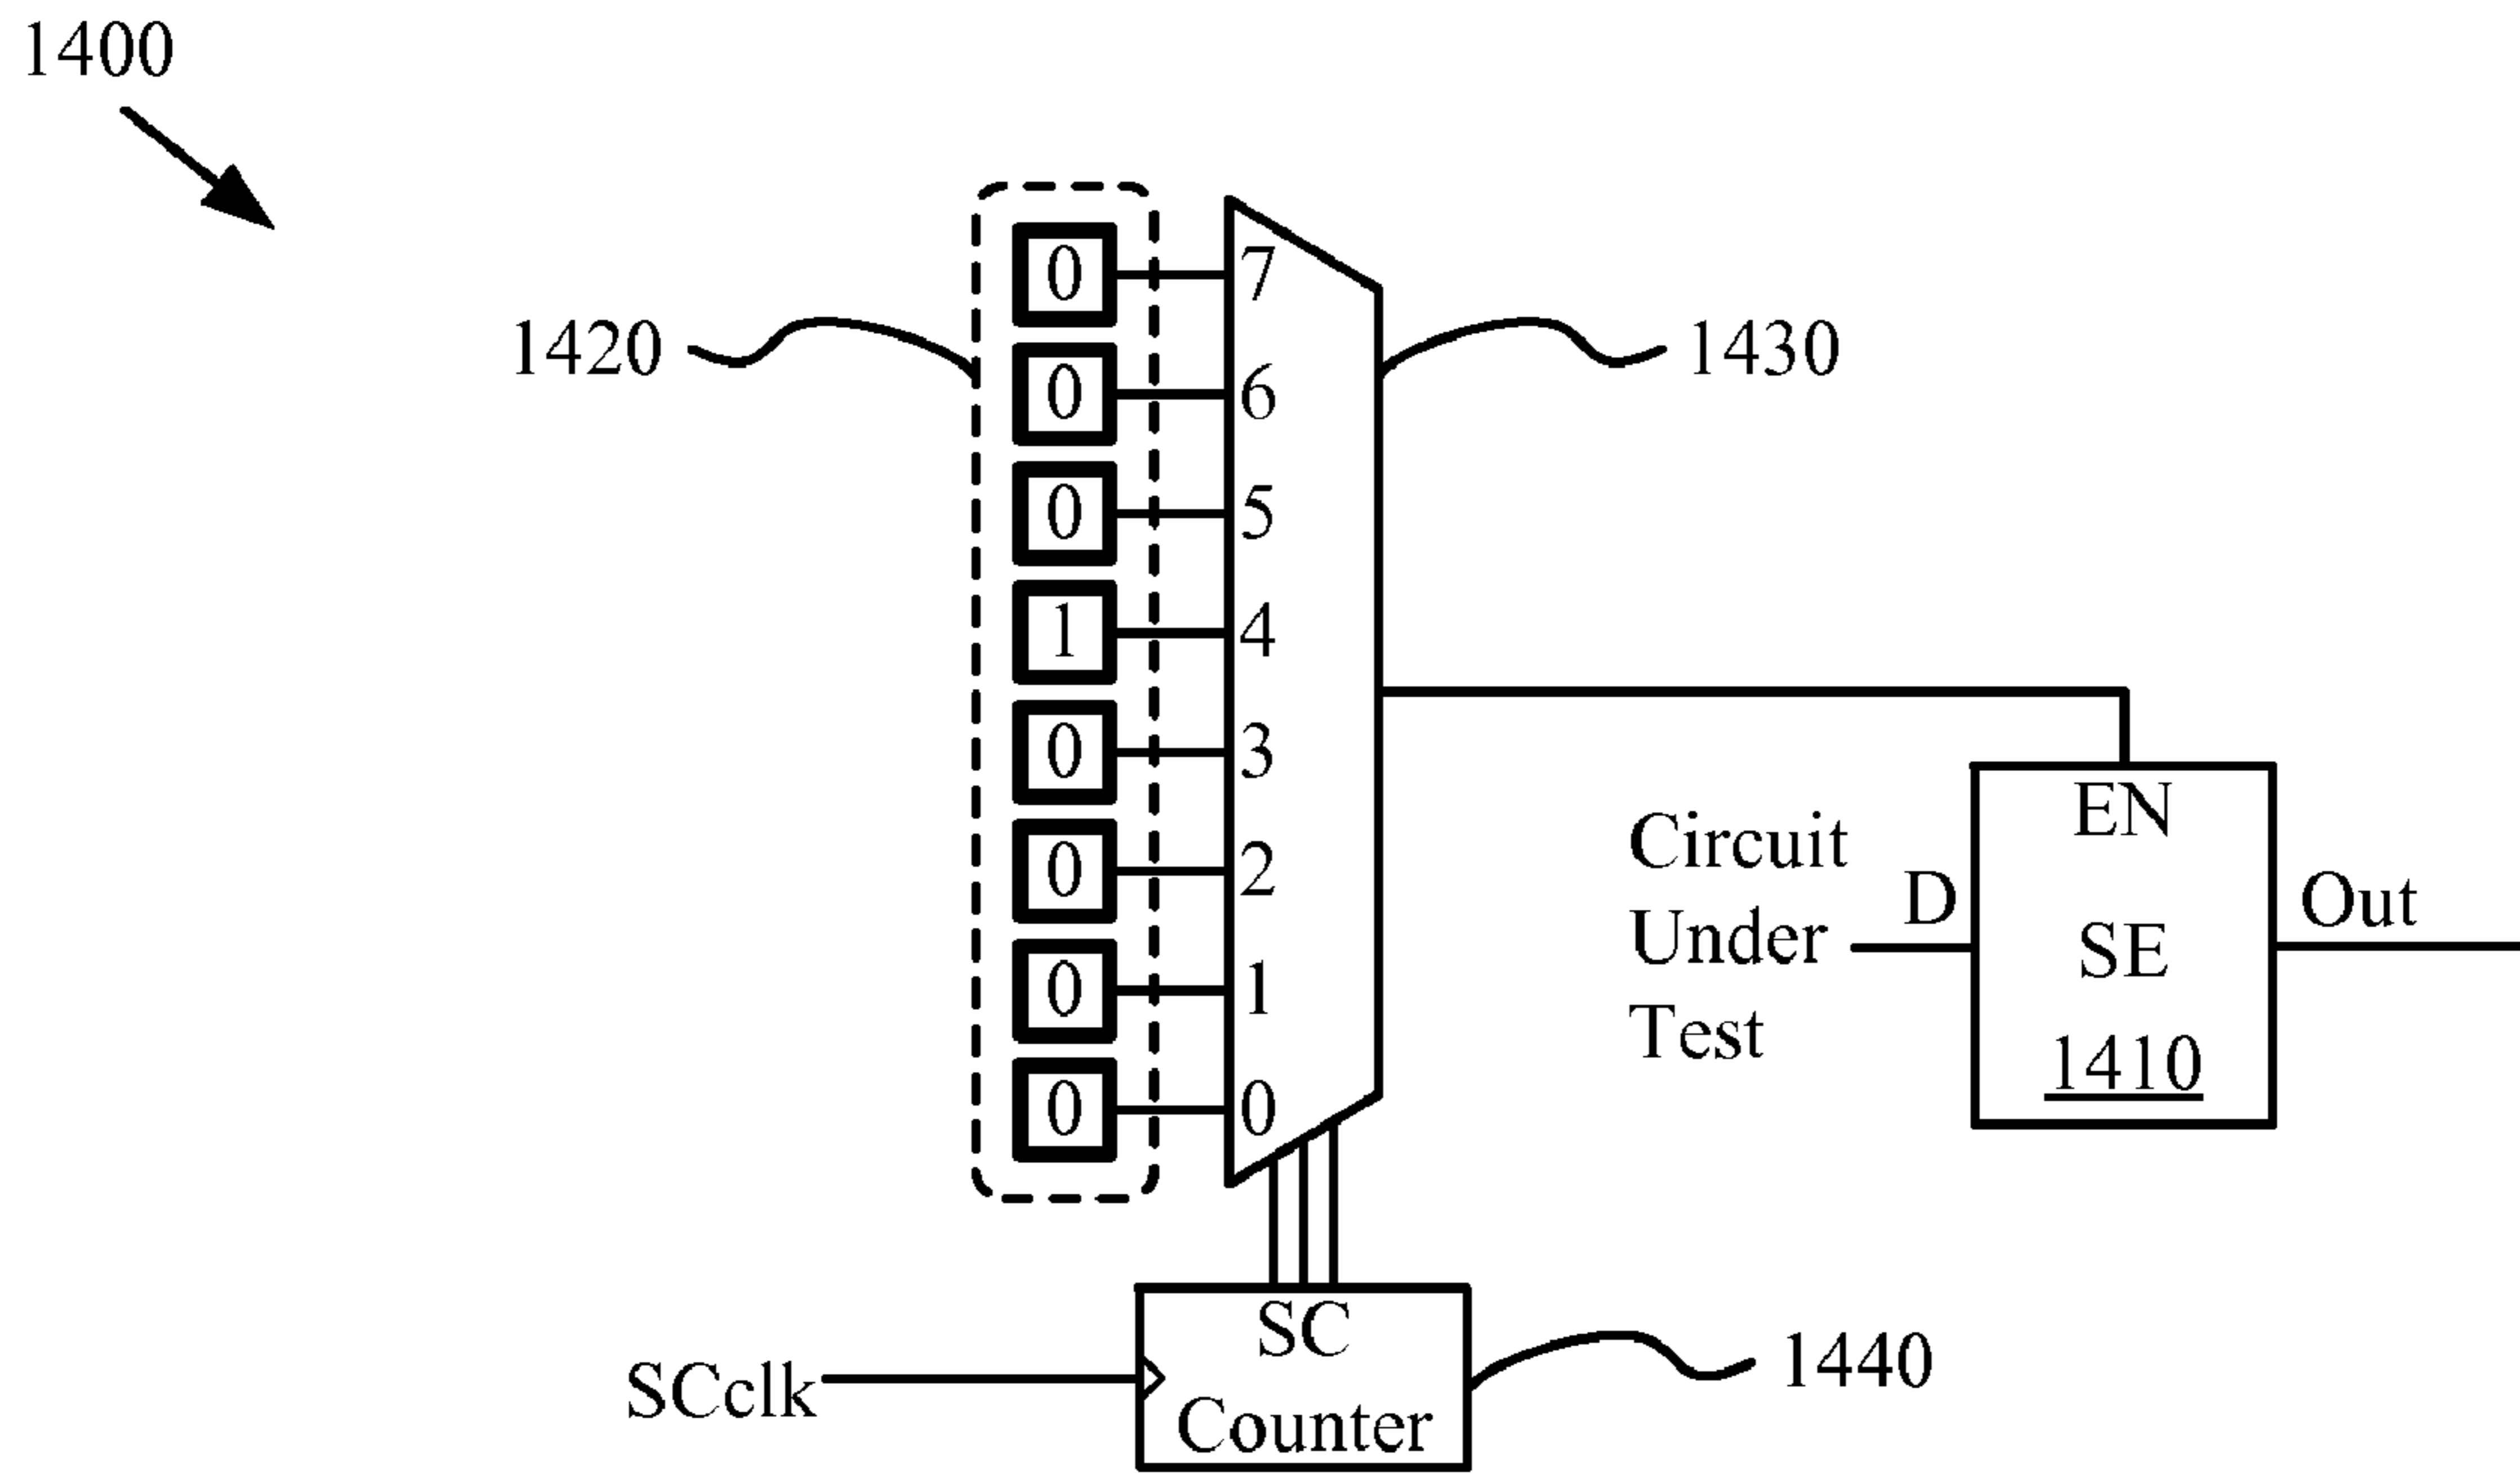 1400
0 7
1420
1430
0 6
0 5
1 4
0 3
0 2
0 1
0 0
EN
SE
1410
Circuit
Under
Test
D
Out
SC
Counter
SCclk
1440